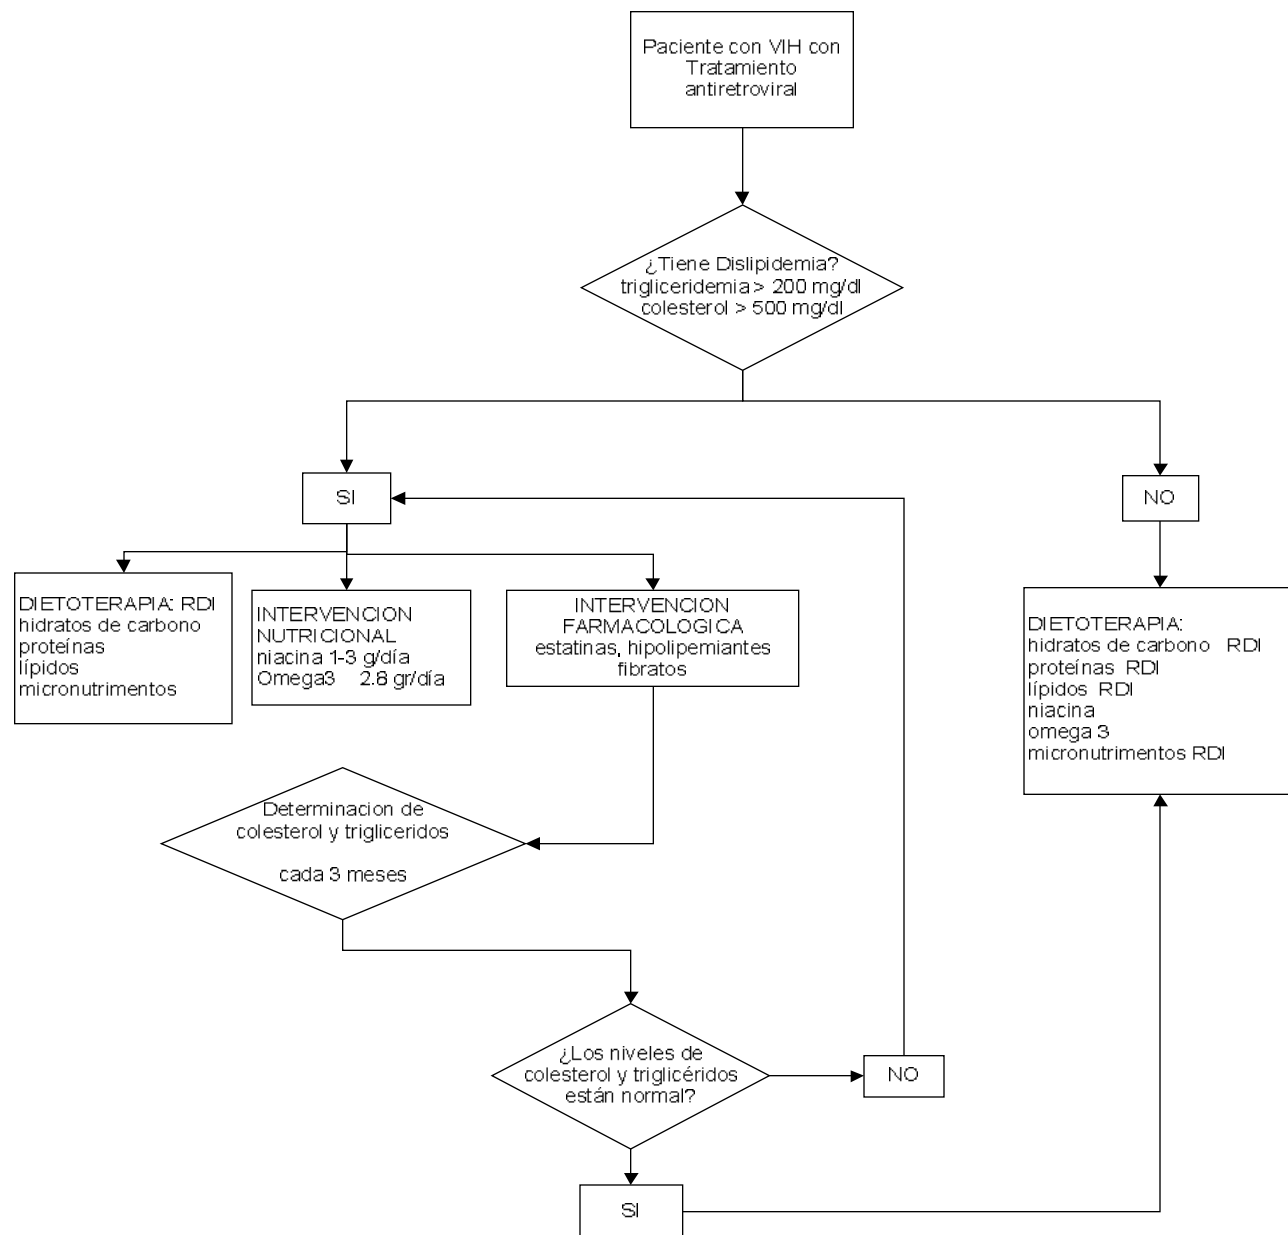 Paciente con VIH con
Tratamiento
antiretroviral
¿Tiene Dislipidemia?
trigliceridemia > 200 mg/dl
colesterol > 500 mg/dl
SI
NO
DIETOTERAPIA: RDI
hidratos de carbono
proteínas
lípidos
micronutrimentos
INTERVENCION
NUTRICIONAL
niacina 1-3 g/día
Omega3 2.8 gr/día
INTERVENCION
FARMACOLOGICA
estatinas, hipolipemiantes
fibratos
DIETOTERAPIA:
hidratos de carbono RDI
proteínas RDI
lípidos RDI
niacina
omega 3
micronutrimentos RDI
Determinacion de
colesterol y trigliceridos
cada 3 meses
¿Los niveles de
colesterol y triglicéridos
están normal?
NO
SI